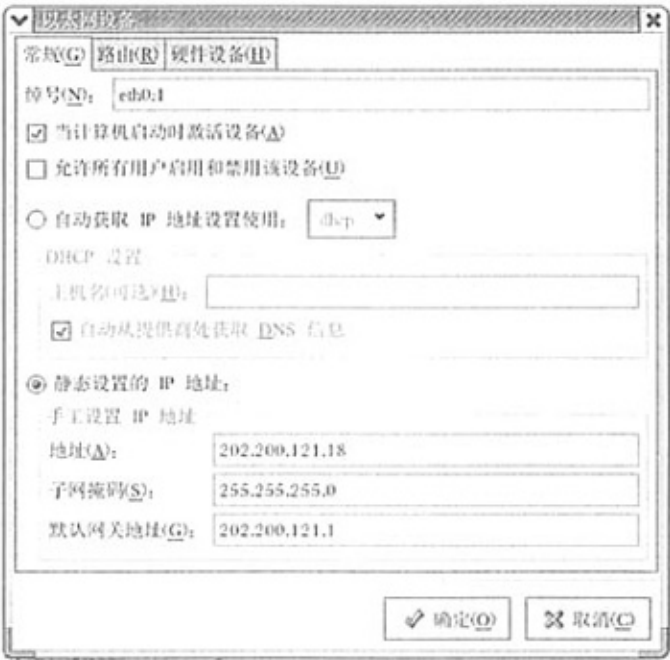 以太网设备
常规(G) 路由(R) 硬件设备(H)
绰号(N): eth0:1
当计算机启动时激活设备(A)
允许所有用户启用和禁用该设备(U)
自动获取 IP 地址设置使用: dhcp
DHCP 设置
主机名(可选)(H):
自动从提供商处获取 DNS 信息
静态设置的 IP 地址:
手工设置 IP 地址
地址(A): 202.200.121.18
子网掩码(S): 255.255.255.0
默认网关地址(G): 202.200.121.1
确定(O) 取消(C)